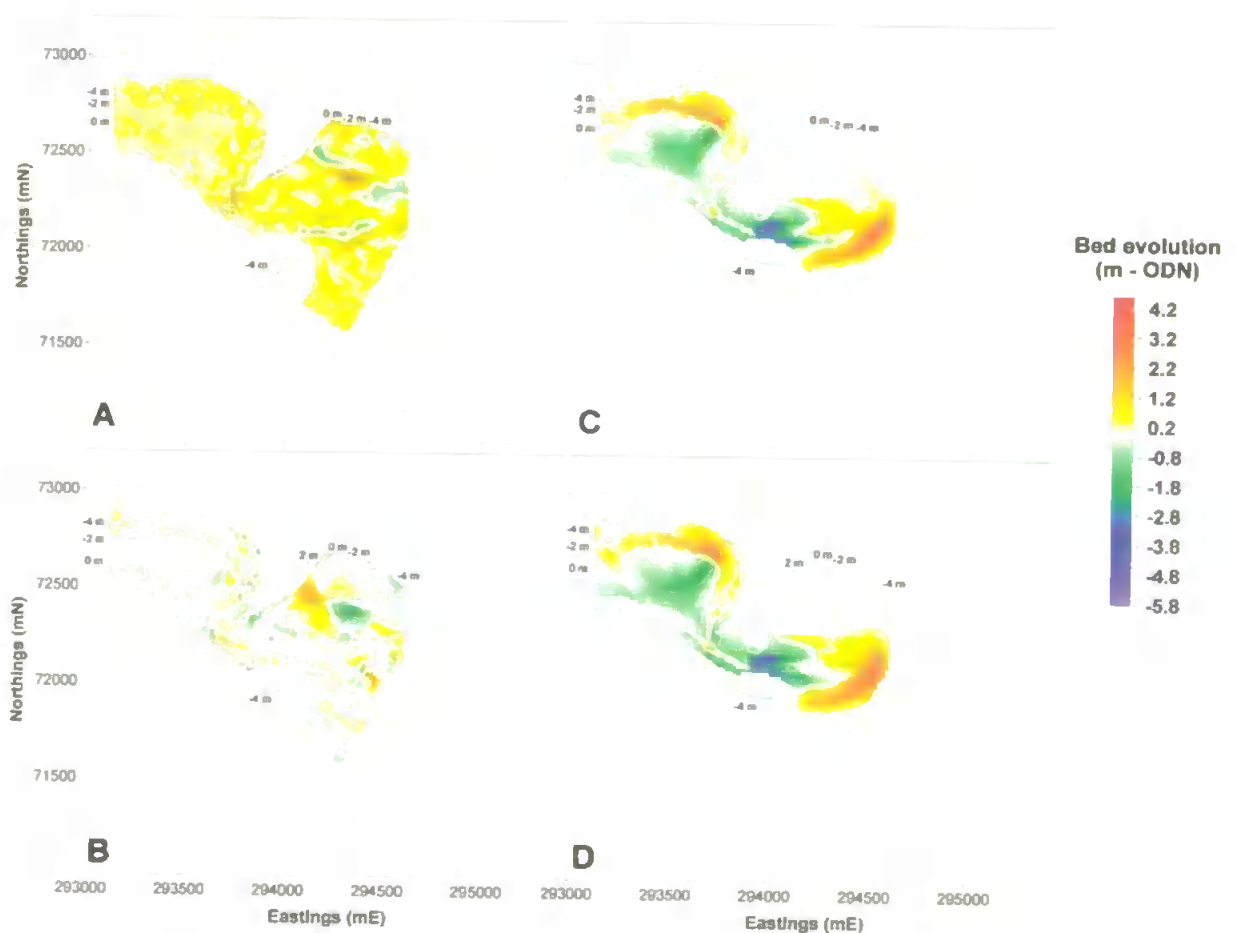 73000
-4 m
-2 m
0 m
0 m -2 m -4 m
72500
72000
-4 m
71500
Northings (mN)
A
-4 m
-2 m
0 m
0 m -2 m -4 m
-4 m
C
Bed evolution
(m - ODN)
4.2
3.2
2.2
1.2
0.2
-0.8
-1.8
-2.8
-3.8
-4.8
-5.8
73000
-4 m
-2 m
0 m
2 m 0 m -2 m
-4 m
72500
72000
-4 m
71500
Northings (mN)
B
-4 m
-2 m
0 m
2 m 0 m -2 m
-4 m
-4 m
D
293000 293500 294000 294500 295000
Eastings (mE)
293000 293500 294000 294500 295000
Eastings (mE)